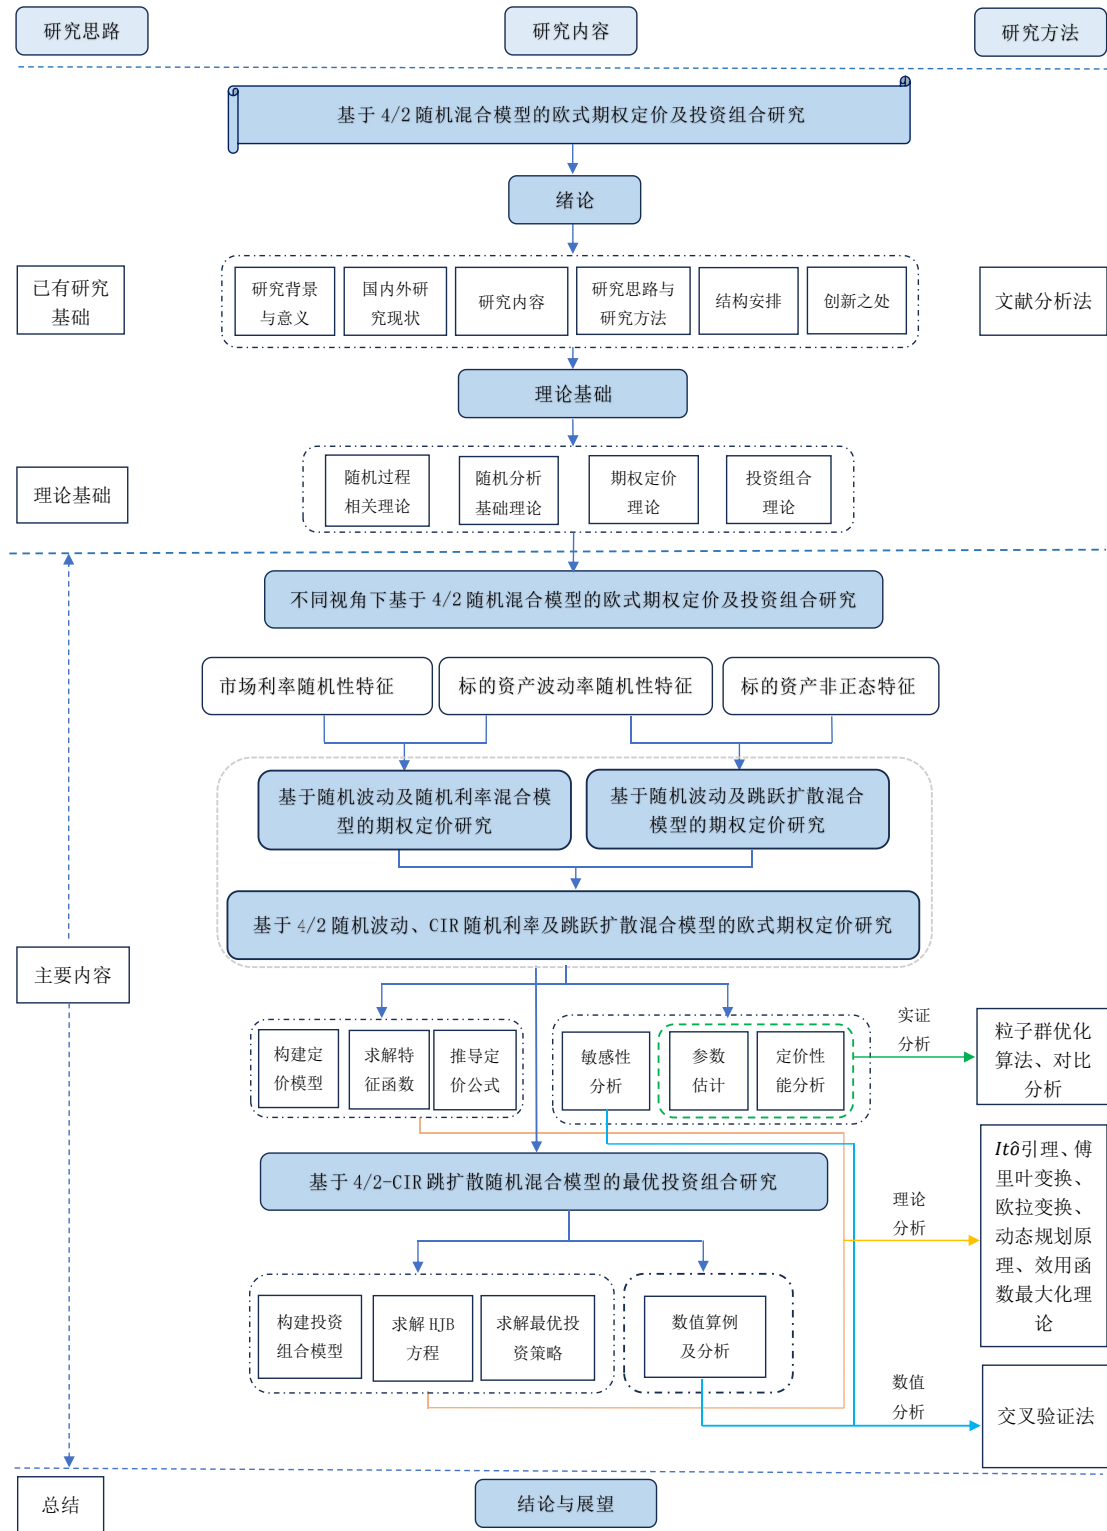 研究思路
研究内容
研究方法
基于 4/2 随机混合模型的欧式期权定价及投资组合研究
绪论
已有研究
基础
研究背景
与意义
国内外研
究现状
研究内容
研究思路与
研究方法
结构安排
创新之处
文献分析法
理论基础
理论基础
随机过程
相关理论
随机分析
基础理论
期权定价
理论
投资组合
理论
不同视角下基于 4/2 随机混合模型的欧式期权定价及投资组合研究
市场利率随机性特征
标的资产波动率随机性特征
标的资产非正态特征
基于随机波动及随机利率混合模
型的期权定价研究
基于随机波动及跳跃扩散混合
模型的期权定价研究
基于 4/2 随机波动、CIR 随机利率及跳跃扩散混合模型的欧式期权定价研究
主要内容
构建定
价模型
求解特
征函数
推导定
价公式
敏感性
分析
参数
估计
定价性
能分析
实证
分析
粒子群优化
算法、对比
分析
基于 4/2-CIR 跳扩散随机混合模型的最优投资组合研究
理论
分析
Itô引理、傅
里叶变换、
欧拉变换、
动态规划原
理、效用函
数最大化理
论
构建投资
组合模型
求解 HJB
方程
求解最优投
资策略
数值算例
及分析
数值
分析
交叉验证法
总结
结论与展望